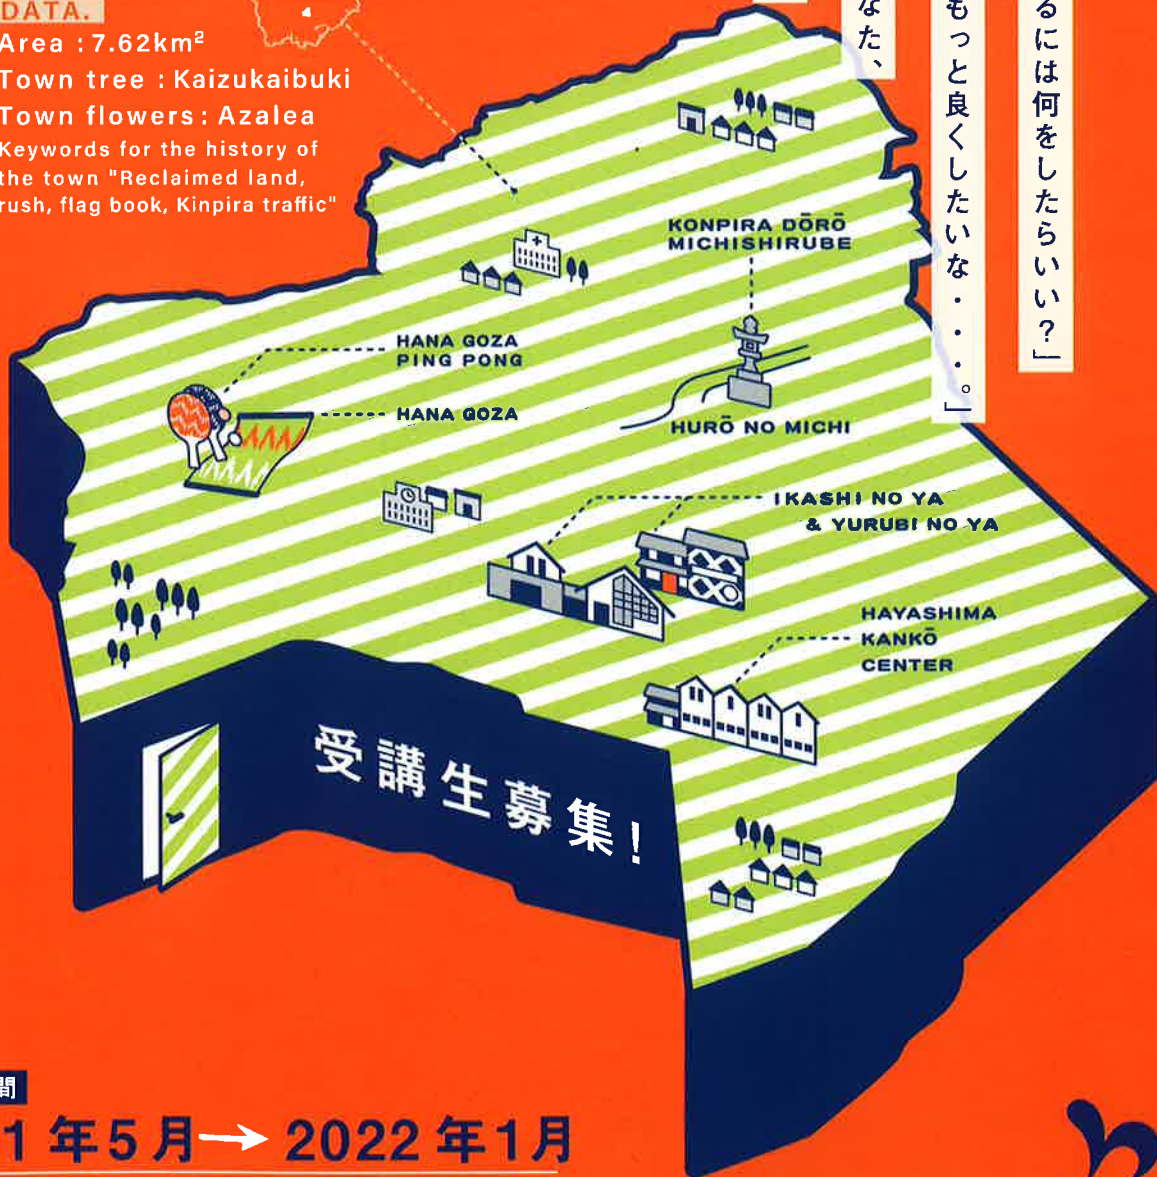 DATA.
Area : 7.62km²
Town tree : Kaizukaibuki
Town flowers : Azalea
Keywords for the history of
the town "Reclaimed land,
rush, flag book, Kinpira traffic"
るには何をしたらいい？」
もっと良くしたいな・・・。」
なた、
KONPIRA DŌRŌ
MICHISHIRUBE
HANA GOZA
PING PONG
HANA GOZA
HURŌ NO MICHI
IKASHI NO YA
& YURUBI NO YA
HAYASHIMA
KANKŌ
CENTER
受講生募集！
間
1年5月→2022年1月